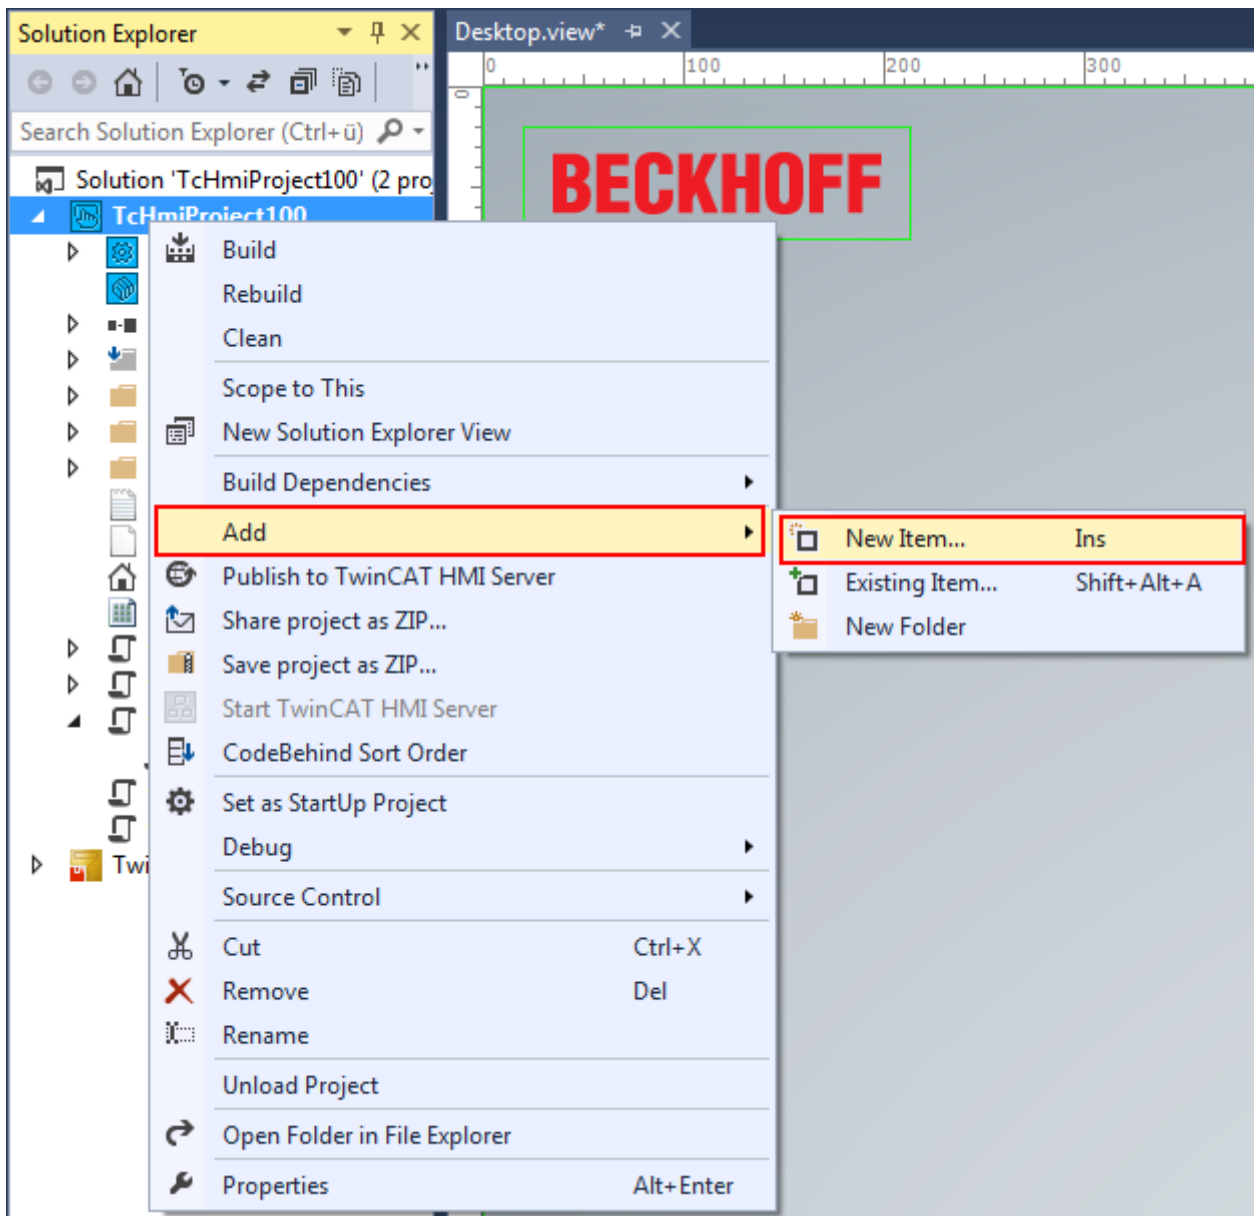 Solution Explorer
Desktop.view*
0 100 200 300
0
Search Solution Explorer (Ctrl+ü)
BECKHOFF
Solution 'TcHmiProject100' (2 pro
TcHmiProject100
Build
Rebuild
Clean
Scope to This
New Solution Explorer View
Build Dependencies
Add
New Item... Ins
Publish to TwinCAT HMI Server
Existing Item... Shift+Alt+A
Share project as ZIP...
New Folder
Save project as ZIP...
Start TwinCAT HMI Server
CodeBehind Sort Order
Set as StartUp Project
Debug
Twi
Source Control
Cut Ctrl+X
Remove Del
Rename
Unload Project
Open Folder in File Explorer
Properties Alt+Enter